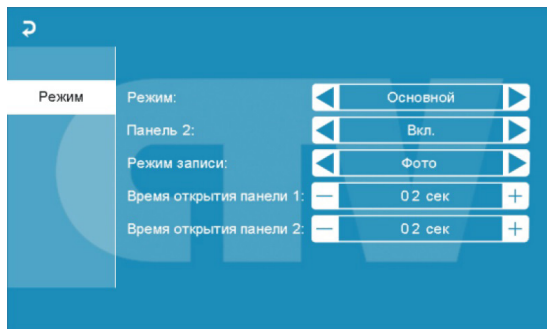 Режим
Режим: Основной
Панель 2: Вкл.
Режим записи: Фото
Время открытия панели 1: — 02 сек +
Время открытия панели 2: — 02 сек +